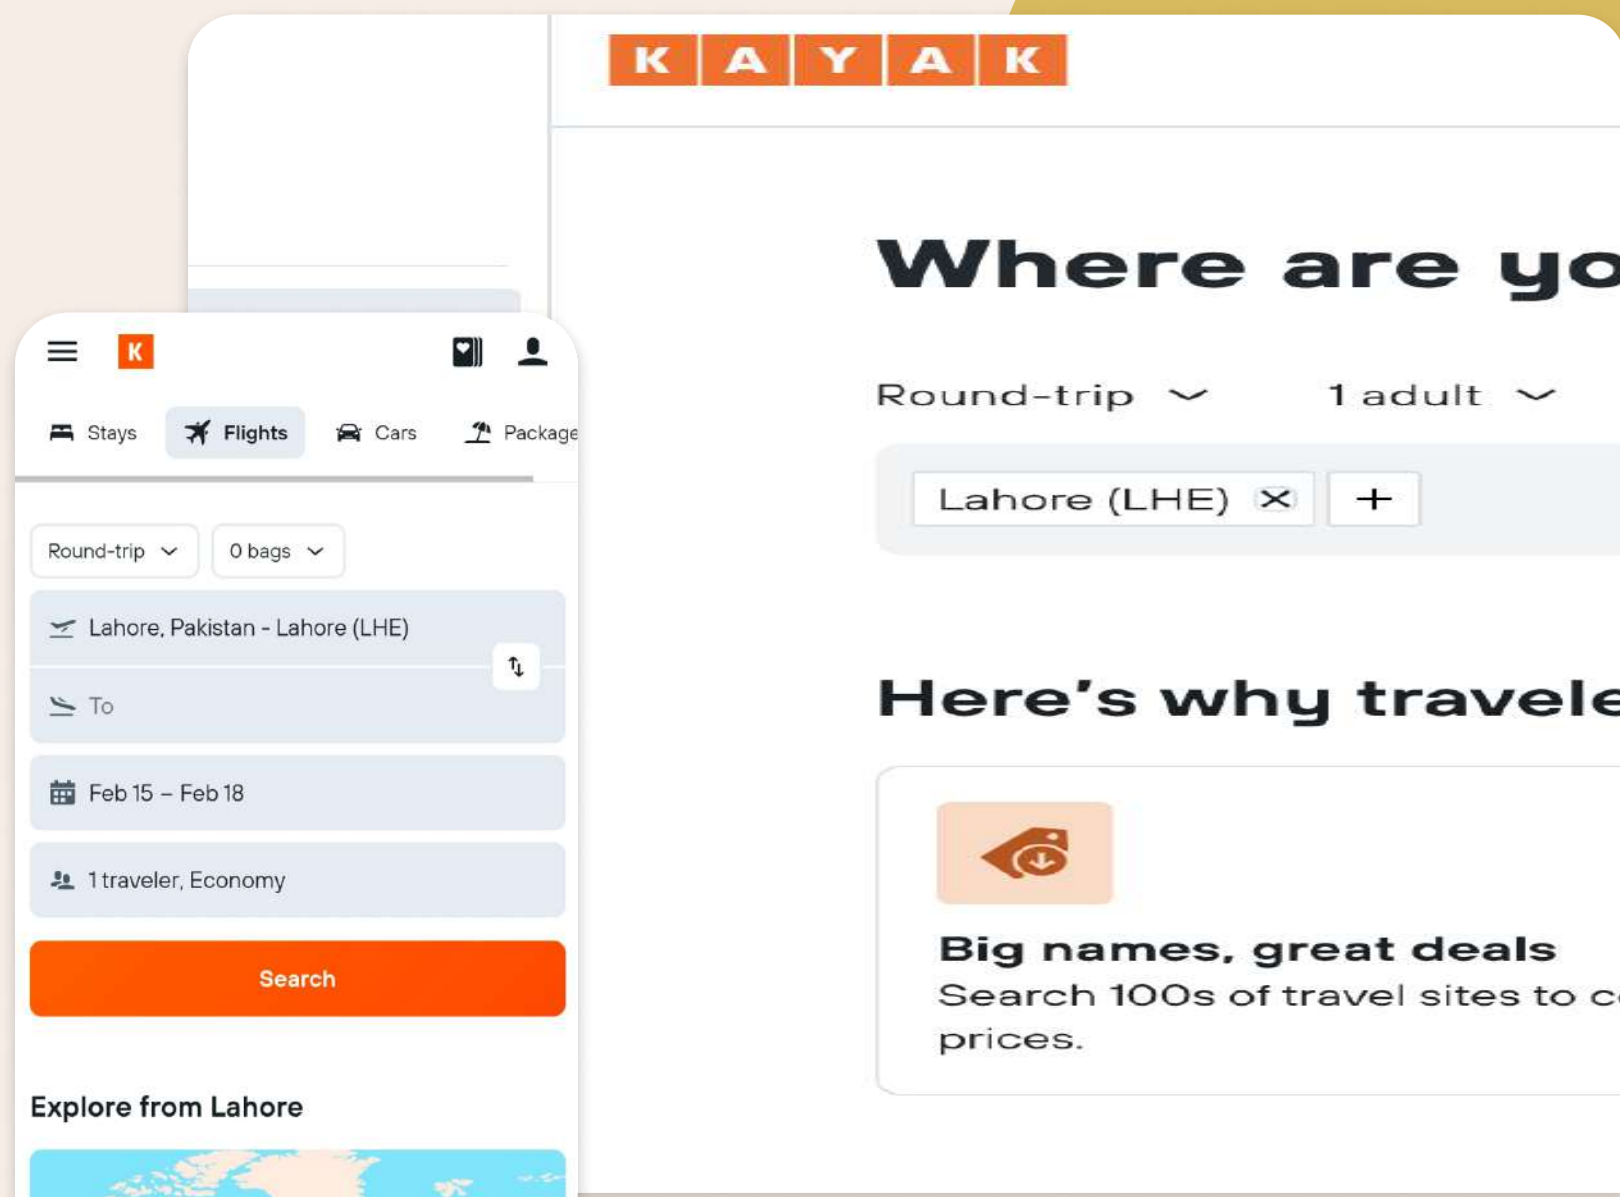 KAYAK
Where are yo
Round-trip 1 adult
Lahore (LHE)
Here's why travele
Big names, great deals
Search 100s of travel sites to c
prices.
K
Stays Flights Cars Package
Round-trip 0 bags
Lahore, Pakistan - Lahore (LHE)
To
Feb 15 – Feb 18
1 traveler, Economy
Search
Explore from Lahore